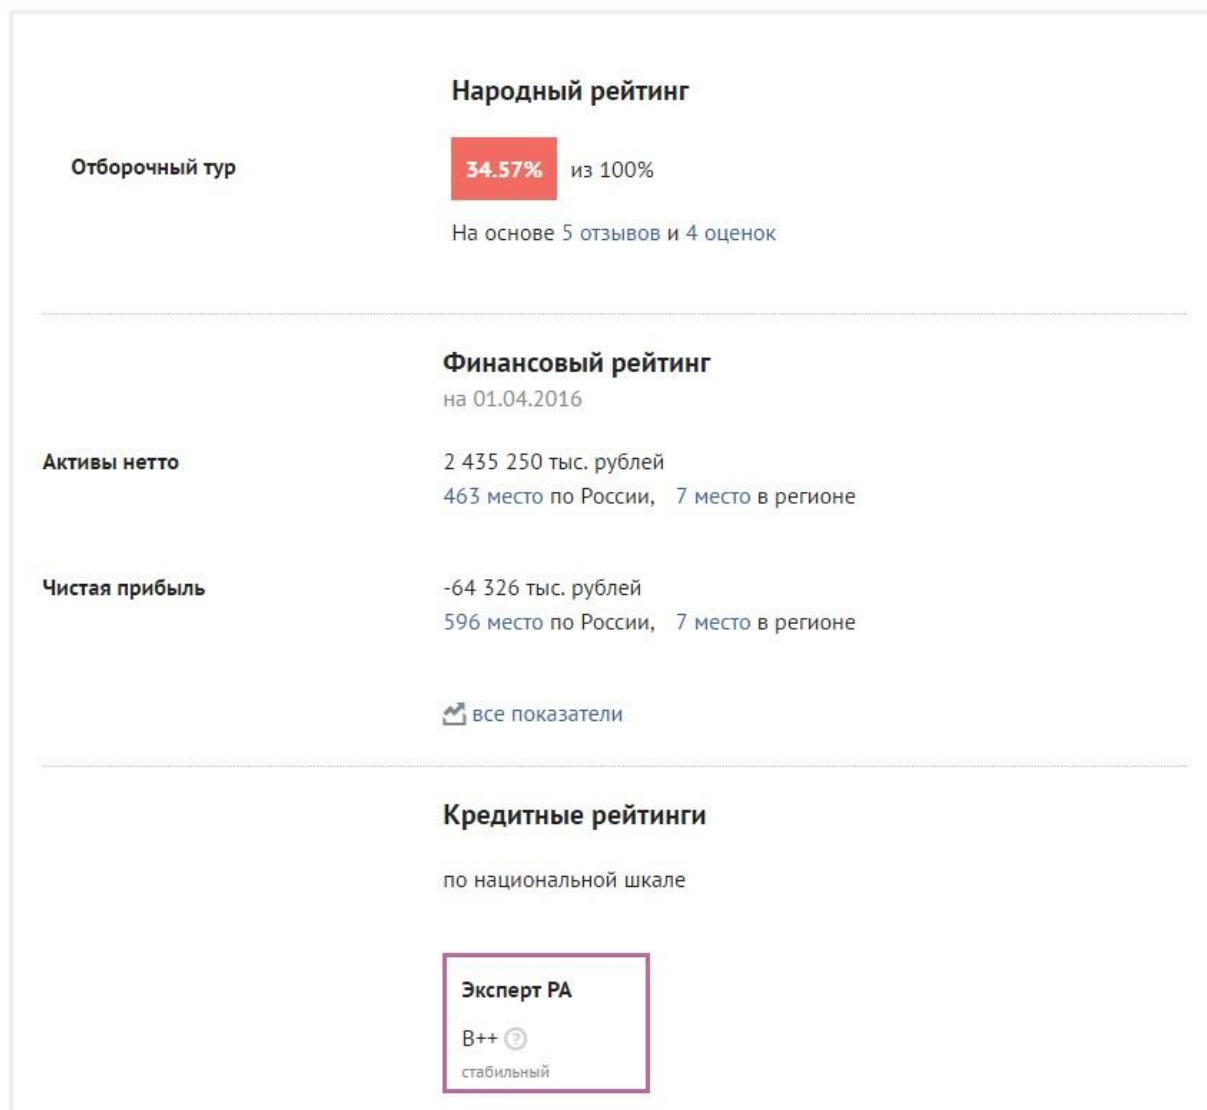 Народный рейтинг
Отборочный тур
34.57% из 100%
На основе 5 отзывов и 4 оценок
Финансовый рейтинг
на 01.04.2016
Активы нетто
2 435 250 тыс. рублей
463 место по России, 7 место в регионе
Чистая прибыль
-64 326 тыс. рублей
596 место по России, 7 место в регионе
все показатели
Кредитные рейтинги
по национальной шкале
Эксперт РА
B++ ?
стабильный